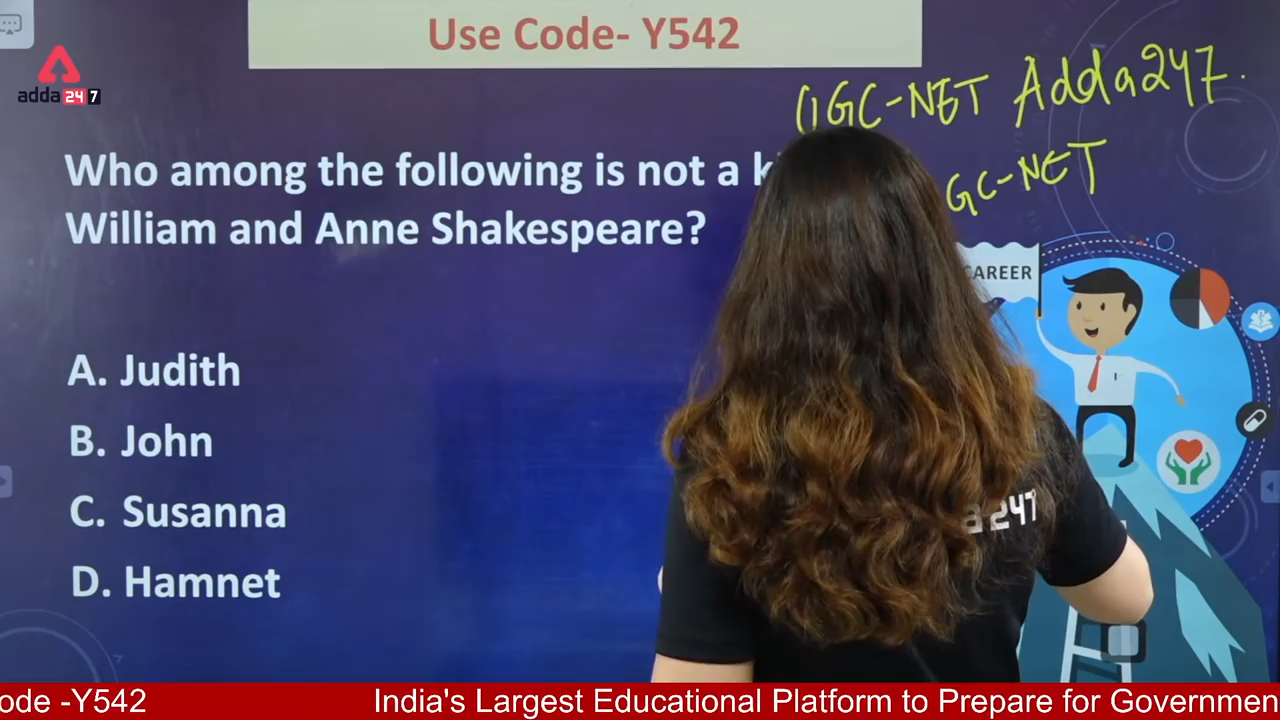 Use Code- Y542
adda 247
UGC-NET Adda247.
GC-NET
Who among the following is not a
William and Anne Shakespeare?
CAREER
A. Judith
B. John
C. Susanna
D. Hamnet
a 247
ode -Y542
India's Largest Educational Platform to Prepare for Governmen